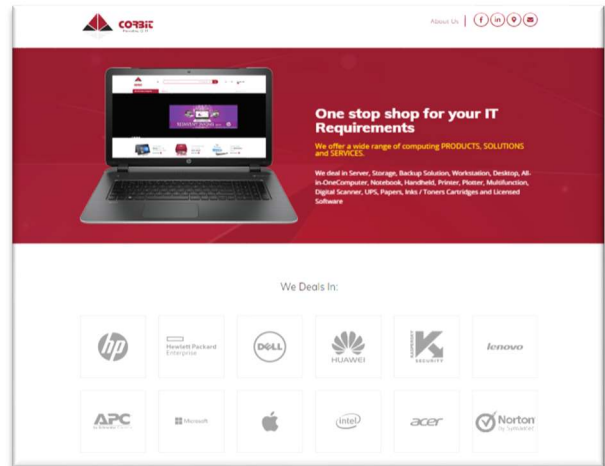 CORBIT
About Us
One stop shop for your IT
Requirements
We offer a wide range of computing PRODUCTS, SOLUTIONS
and SERVICES.
We deal in Server, Storage, Backup Solution, Workstation, Desktop, All-
in-OneComputer, Notebook, Handheld, Printer, Plotter, Multifunction,
Digital Scanner, UPS, Papers, Inks / Toners Cartridges and Licensed
Software
We Deals In:
hp
Hewlett Packard
Enterprise
DELL
HUAWEI
KASPERSKY
SECURITY
lenovo
APC
Microsoft
intel
acer
Norton
by Symantec